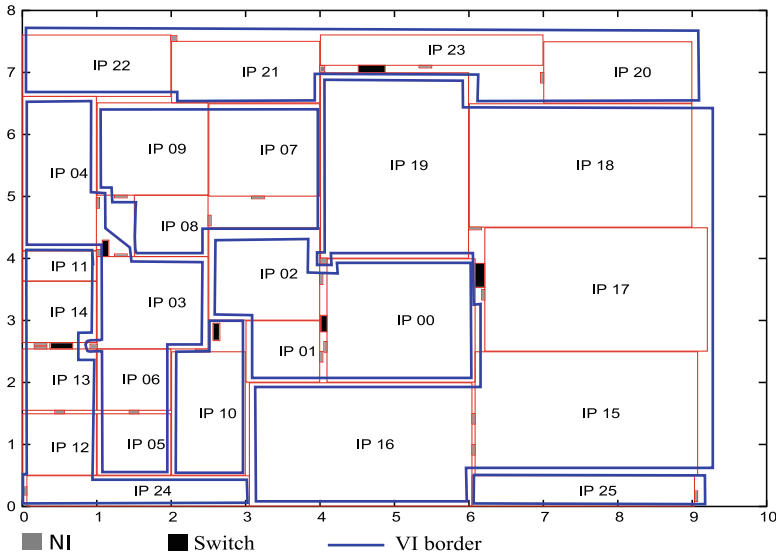 8
7
6
5
4
3
2
1
0
IP 23
IP 22
IP 21
IP 20
IP 09
IP 07
IP 04
IP 19
IP 18
IP 08
IP 11
IP 02
IP 03
IP 17
IP 14
IP 00
IP 01
IP 13
IP 06
IP 10
IP 15
IP 12
IP 05
IP 16
IP 24
IP 25
0 1 2 3 4 5 6 7 8 9 10
NI Switch VI border